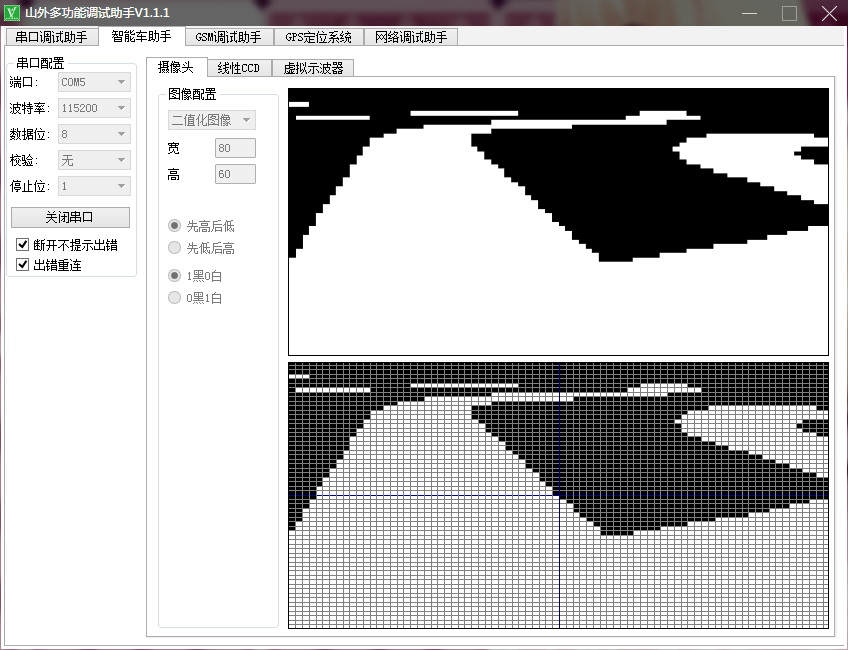 山外多功能调试助手V1.1.1
串口调试助手 智能车助手 GSM调试助手 GPS定位系统 网络调试助手
串口配置
端口: COM5
波特率: 115200
数据位: 8
校验: 无
停止位: 1
关闭串口
断开不提示出错
出错重连
摄像头 线性CCD 虚拟示波器
图像配置
二值化图像
宽 80
高 60
先高后低
先低后高
1黑0白
0黑1白